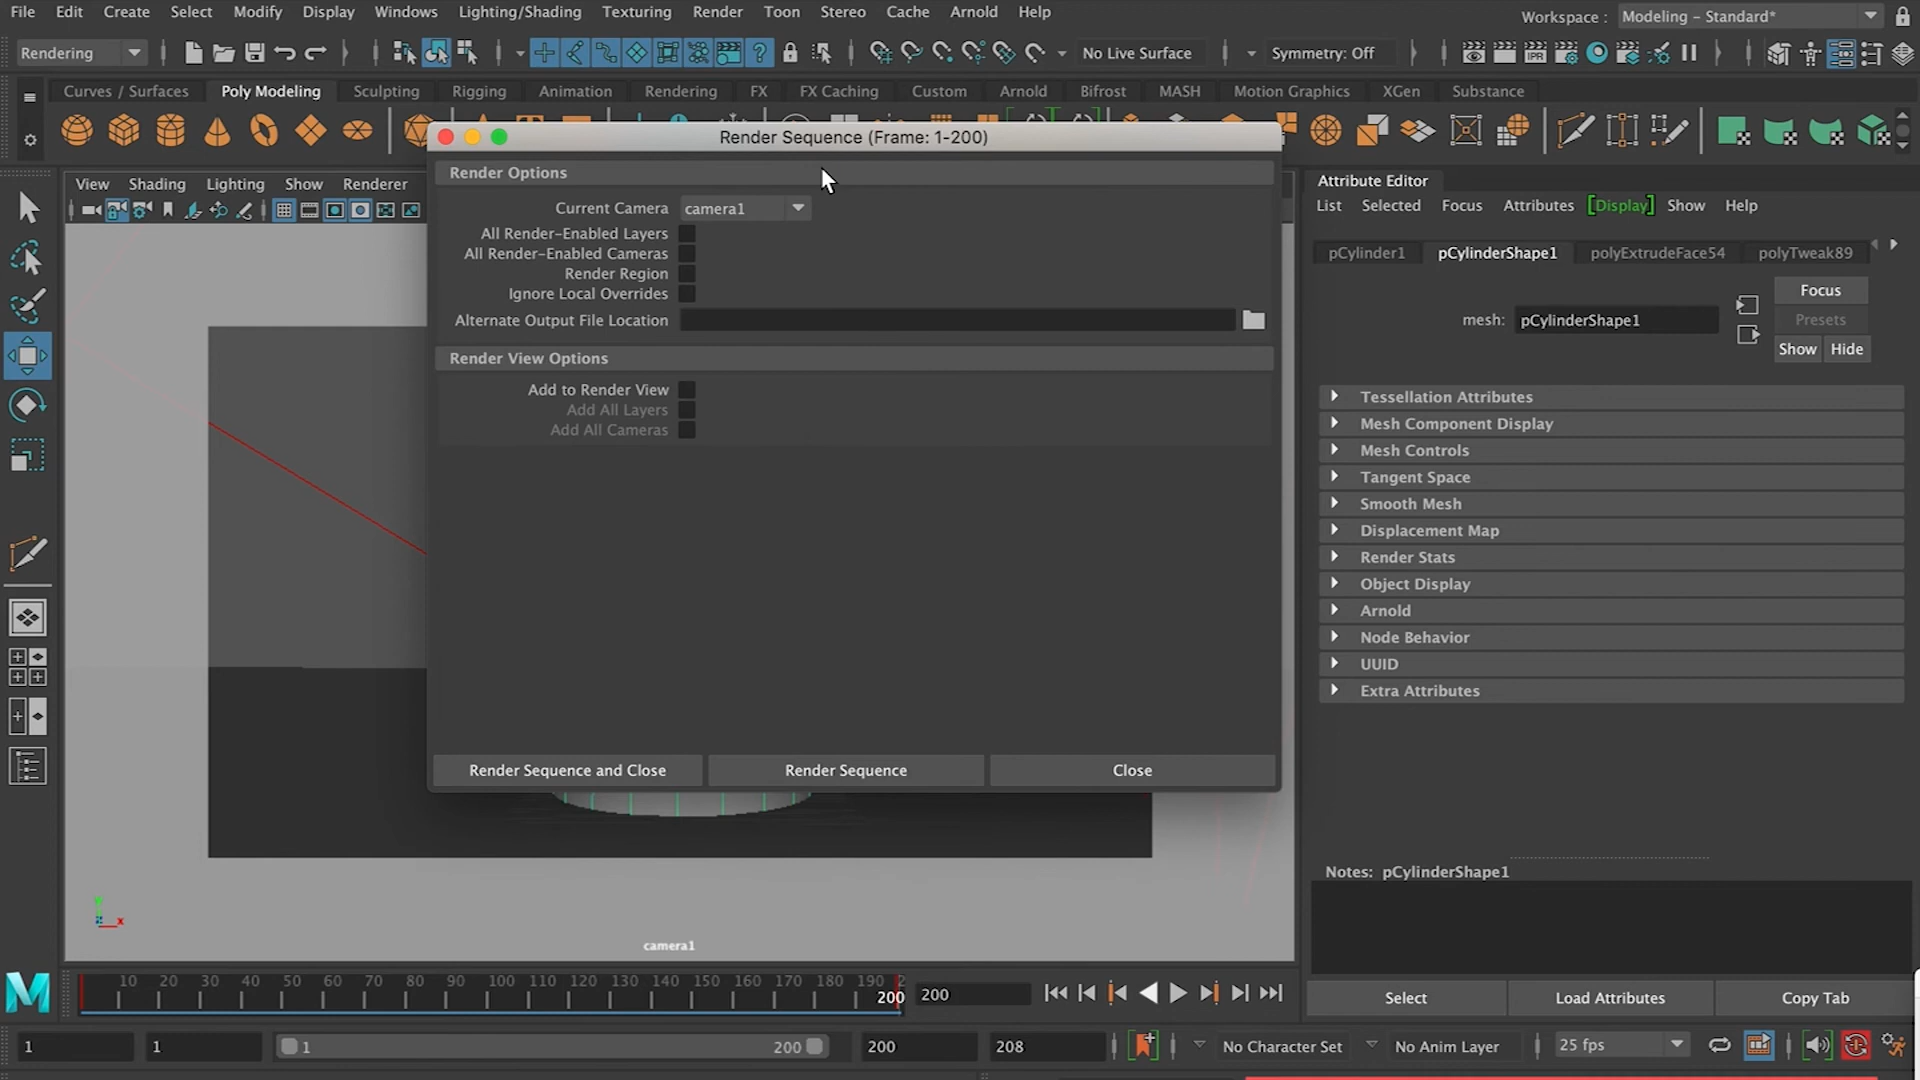 File Edit Create Select Modify Display Windows Lighting/Shading Texturing Render Toon Stereo Cache Arnold Help
Workspace : Modeling - Standard*
Rendering
No Live Surface
Symmetry: Off
IPR
Curves / Surfaces Poly Modeling Sculpting Rigging Animation Rendering FX FX Caching Custom Arnold Bifrost MASH Motion Graphics XGen Substance
Render Sequence (Frame: 1-200)
View Shading Lighting Show Renderer
Render Options
Current Camera camera1
All Render-Enabled Layers
All Render-Enabled Cameras
Render Region
Ignore Local Overrides
Alternate Output File Location
Render View Options
Add to Render View
Add All Layers
Add All Cameras
Render Sequence and Close
Render Sequence
Close
Attribute Editor
List Selected Focus Attributes Display Show Help
pCylinder1 pCylinderShape1 polyExtrudeFace54 polyTweak89
mesh: pCylinderShape1
Focus
Presets
Show Hide
Tessellation Attributes
Mesh Component Display
Mesh Controls
Tangent Space
Smooth Mesh
Displacement Map
Render Stats
Object Display
Arnold
Node Behavior
UUID
Extra Attributes
Notes: pCylinderShape1
Select
Load Attributes
Copy Tab
x
camera1
10 20 30 40 50 60 70 80 90 100 110 120 130 140 150 160 170 180 190 2
200
200
M
1
1
1
200
200
208
No Character Set
No Anim Layer
25 fps